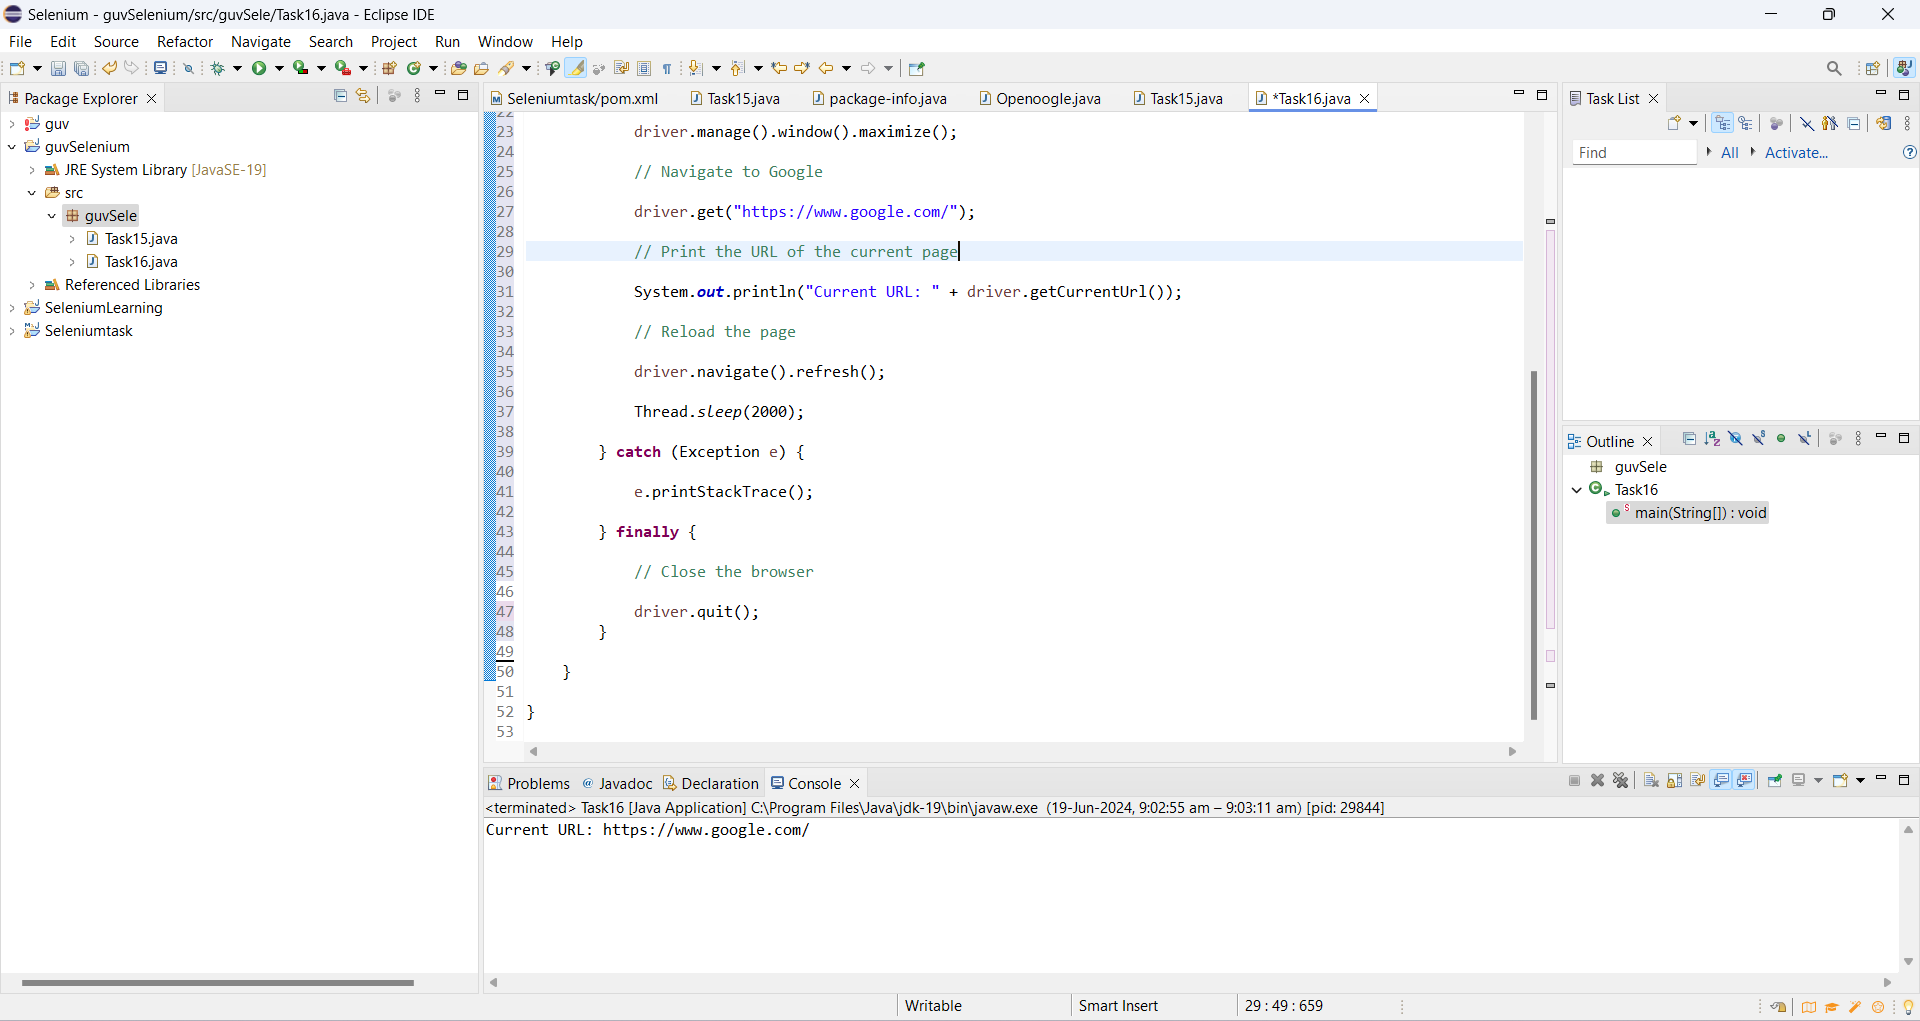 Selenium - guvSelenium/src/guvSele/Task16.java - Eclipse IDE
File Edit Source Refactor Navigate Search Project Run Window Help
Package Explorer
guv
guvSelenium
JRE System Library [JavaSE-19]
src
guvSele
Task15.java
Task16.java
Referenced Libraries
SeleniumLearning
Seleniumtask
Seleniumtask/pom.xml Task15.java package-info.java Openoogle.java Task15.java *Task16.java
22
23 driver.manage().window().maximize();
24
25 // Navigate to Google
26
27 driver.get("https://www.google.com/");
28
29 // Print the URL of the current page
30
31 System.out.println("Current URL: " + driver.getCurrentUrl());
32
33 // Reload the page
34
35 driver.navigate().refresh();
36
37 Thread.sleep(2000);
38
39 } catch (Exception e) {
40
41 e.printStackTrace();
42
43 } finally {
44
45 // Close the browser
46
47 driver.quit();
48 }
49
50 }
51
52 }
53
Task List
Find All Activate...
Outline
guvSele
Task16
main(String[]) : void
Problems Javadoc Declaration Console
<terminated> Task16 [Java Application] C:\Program Files\Java\jdk-19\bin\javaw.exe (19-Jun-2024, 9:02:55 am – 9:03:11 am) [pid: 29844]
Current URL: https://www.google.com/
Writable Smart Insert 29 : 49 : 659